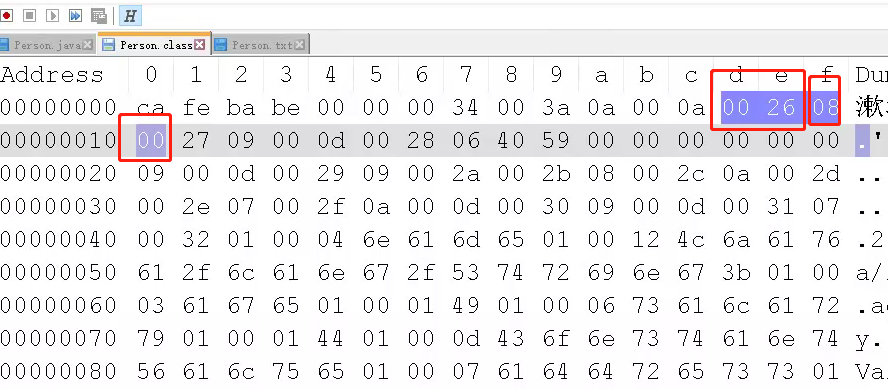 H
Person.java Person.class Person.txt
Address 0 1 2 3 4 5 6 7 8 9 a b c d e f Dum
00000000 ca fe ba be 00 00 00 34 00 3a 0a 00 0a 00 26 08 漱
00000010 00 27 09 00 0d 00 28 06 40 59 00 00 00 00 00 00 .'
00000020 09 00 0d 00 29 09 00 2a 00 2b 08 00 2c 0a 00 2d ..
00000030 00 2e 07 00 2f 0a 00 0d 00 30 09 00 0d 00 31 07 ..
00000040 00 32 01 00 04 6e 61 6d 65 01 00 12 4c 6a 61 76 .2
00000050 61 2f 6c 61 6e 67 2f 53 74 72 69 6e 67 3b 01 00 a/
00000060 03 61 67 65 01 00 01 49 01 00 06 73 61 6c 61 72 .a
00000070 79 01 00 01 44 01 00 0d 43 6f 6e 73 74 61 6e 74 y.
00000080 56 61 6c 75 65 01 00 07 61 64 64 72 65 73 73 01 Va